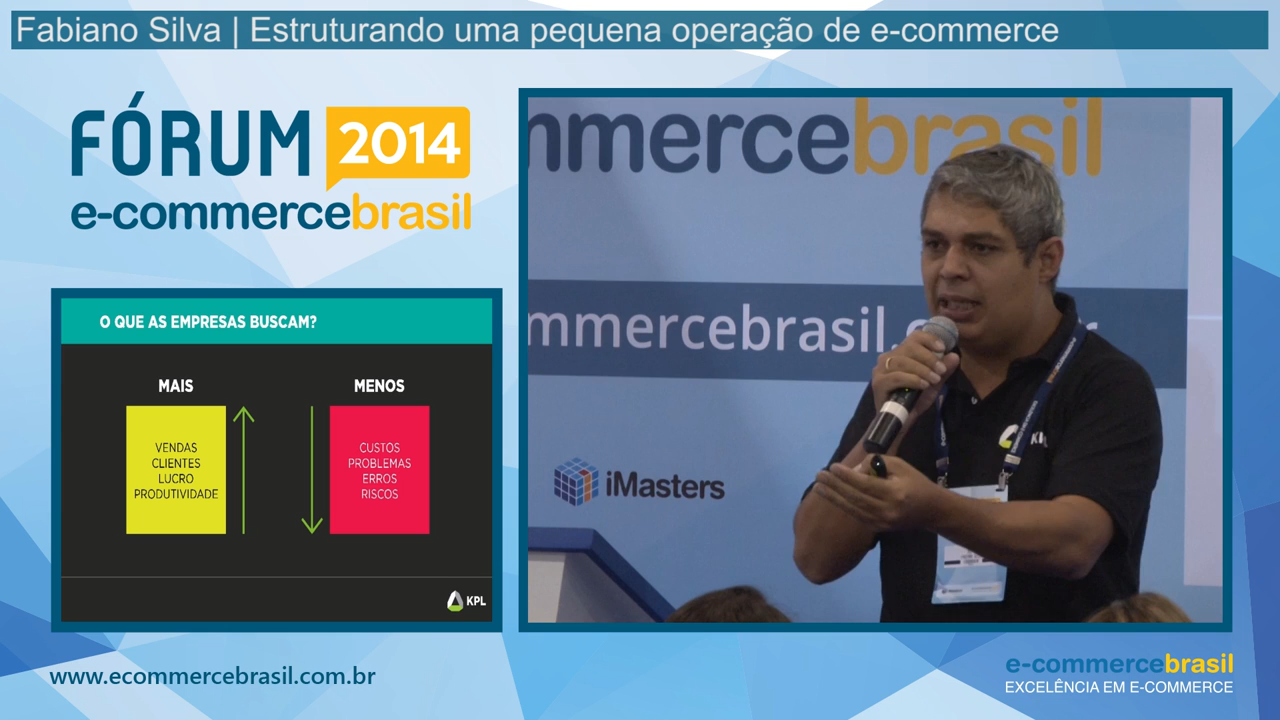 Fabiano Silva | Estruturando uma pequena operação de e-commerce
FÓRUM 2014
e-commercebrasil
O QUE AS EMPRESAS BUSCAM?
MAIS
VENDAS
CLIENTES
LUCRO
PRODUTIVIDADE
MENOS
CUSTOS
PROBLEMAS
ERROS
RISCOS
KPL
mmercebrasil
mmercebrasil.
iMasters
www.ecommercebrasil.com.br
e-commercebrasil
EXCELÊNCIA EM E-COMMERCE